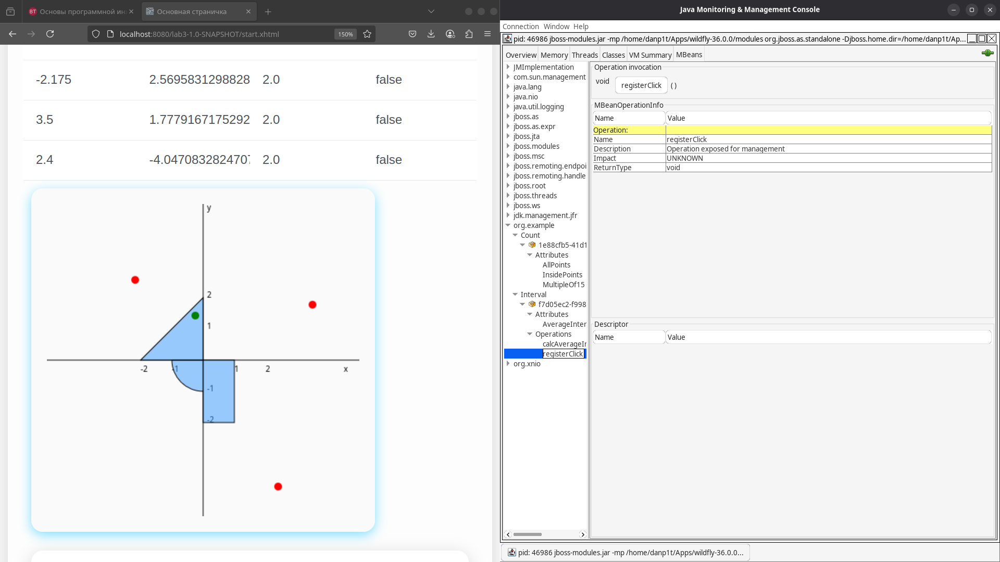 Основы программной ин
Основная страничка
localhost:8080/lab3-1.0-SNAPSHOT/start.xhtml
150%
-2.175 2.5695831298828 2.0 false
3.5 1.7779167175292 2.0 false
2.4 -4.0470832824707 2.0 false
y
2
1
-2 -1 1 2 x
-1
-2
Java Monitoring & Management Console
Connection Window Help
pid: 46986 jboss-modules.jar -mp /home/danp1t/Apps/wildfly-36.0.0/modules org.jboss.as.standalone -Djboss.home.dir=/home/danp1t/Ap...
Overview Memory Threads Classes VM Summary MBeans
JMImplementation
com.sun.management
java.lang
java.nio
java.util.logging
jboss.as
jboss.as.expr
jboss.jta
jboss.modules
jboss.msc
jboss.remoting.endpoi
jboss.remoting.handle
jboss.root
jboss.threads
jboss.ws
jdk.management.jfr
org.example
Count
1e88cfb5-41d1
Attributes
AllPoints
InsidePoints
MultipleOf15
Interval
f7d05ec2-f998
Attributes
AverageInter
Operations
calcAverageIr
registerClick
org.xnio
Operation invocation
void registerClick ( )
MBeanOperationInfo
Name Value
Operation:
Name registerClick
Description Operation exposed for management
Impact UNKNOWN
ReturnType void
Descriptor
Name Value
pid: 46986 jboss-modules.jar -mp /home/danp1t/Apps/wildfly-36.0.0...